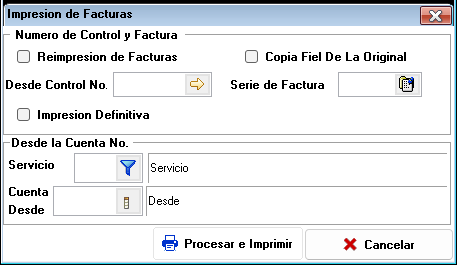 Impresion de Facturas
Numero de Control y Factura
Reimpresion de Facturas
Copia Fiel De La Original
Desde Control No.
Serie de Factura
Impresion Definitiva
Desde la Cuenta No.
Servicio
Servicio
Cuenta
Desde
Desde
Procesar e Imprimir
Cancelar